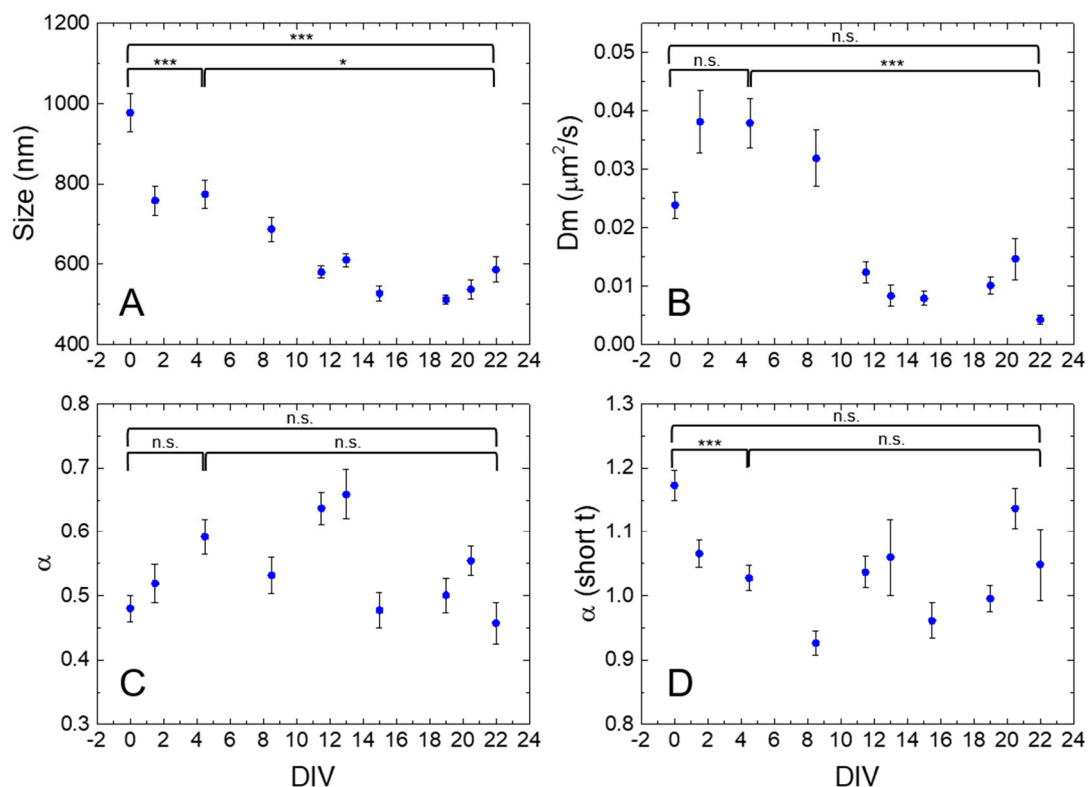 1200
1000
800
600
400
Size (nm)
***
***
*
A
-2 0 2 4 6 8 10 12 14 16 18 20 22 24
0.05
0.04
0.03
0.02
0.01
0.00
Dm (μm²/s)
n.s.
n.s.
***
B
-2 0 2 4 6 8 10 12 14 16 18 20 22 24
0.8
0.7
0.6
0.5
0.4
0.3
α
n.s.
n.s.
n.s.
C
-2 0 2 4 6 8 10 12 14 16 18 20 22 24
DIV
1.3
1.2
1.1
1.0
0.9
0.8
α (short t)
n.s.
***
n.s.
D
-2 0 2 4 6 8 10 12 14 16 18 20 22 24
DIV